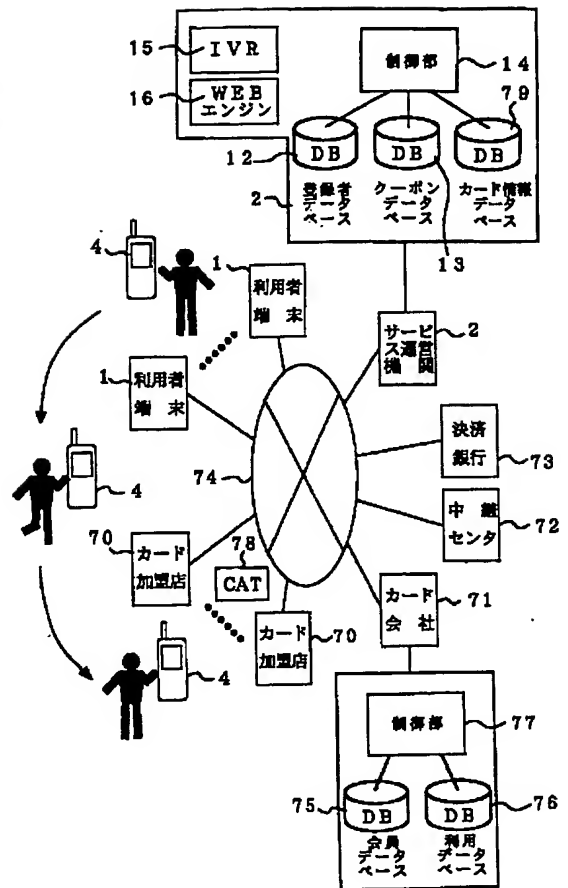 15
IVR
16
WEB
エンジン
制御部
14
79
12
DB
DB
DB
登録者
データ
ベース
クーポン
データ
ベース
カード情報
データ
ベース
2
13
4
1
利用者
端末
サービ
ス運営
機関
2
1
利用者
端末
74
決済
銀行
73
4
中継
センタ
72
70
カード
加盟店
78
CAT
カード
会社
71
カード
加盟店
70
4
制御部
77
75
DB
DB
76
会員
データ
ベース
利用
データ
ベース